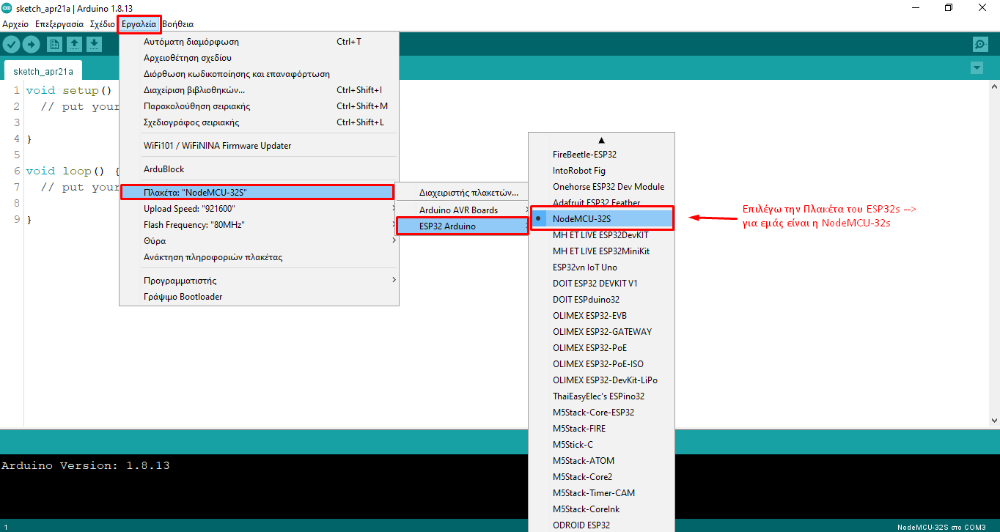 sketch_apr21a | Arduino 1.8.13
Αρχείο Επεξεργασία Σχέδιο Εργαλεία Βοήθεια
sketch_apr21a
1 void setup()
2 // put your
3
4 }
5
6 void loop() {
7 // put your
8
9 }
Αυτόματη διαμόρφωση Ctrl+T
Αρχειοθέτηση σχεδίου
Διόρθωση κωδικοποίησης και επαναφόρτωση
Διαχείριση βιβλιοθηκών... Ctrl+Shift+I
Παρακολούθηση σειριακής Ctrl+Shift+M
Σχεδιογράφος σειριακής Ctrl+Shift+L
WiFi101 / WiFiNINA Firmware Updater
ArduBlock
Πλακέτα: "NodeMCU-32S"
Upload Speed: "921600"
Flash Frequency: "80MHz"
Θύρα
Ανάκτηση πληροφοριών πλακέτας
Προγραμματιστής
Γράψιμο Bootloader
Διαχειριστής πλακετών...
Arduino AVR Boards
ESP32 Arduino
FireBeetle-ESP32
IntoRobot Fig
Onehorse ESP32 Dev Module
Adafruit ESP32 Feather
NodeMCU-32S
MH ET LIVE ESP32DevKIT
MH ET LIVE ESP32MiniKit
ESP32vn IoT Uno
DOIT ESP32 DEVKIT V1
DOIT ESPduino32
OLIMEX ESP32-EVB
OLIMEX ESP32-GATEWAY
OLIMEX ESP32-PoE
OLIMEX ESP32-PoE-ISO
OLIMEX ESP32-DevKit-LiPo
ThaiEasyElec's ESPino32
M5Stack-Core-ESP32
M5Stack-FIRE
M5Stick-C
M5Stack-ATOM
M5Stack-Core2
M5Stack-Timer-CAM
M5Stack-CoreInk
ODROID ESP32
Επιλέγω την Πλακέτα του ESP32s -->
για εμάς είναι η NodeMCU-32s
Arduino Version: 1.8.13
1 NodeMCU-32S στο COM3